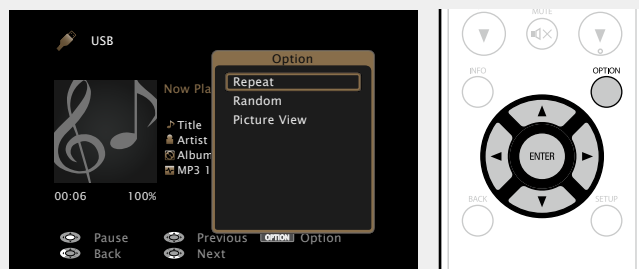 USB
Option
Repeat
Random
Picture View
Now Pla
Title
Artist
Album
MP3 1
00:06 100%
Pause Previous OPTION Option
Back Next
MUTE
INFO OPTION
ENTER
BACK SETUP